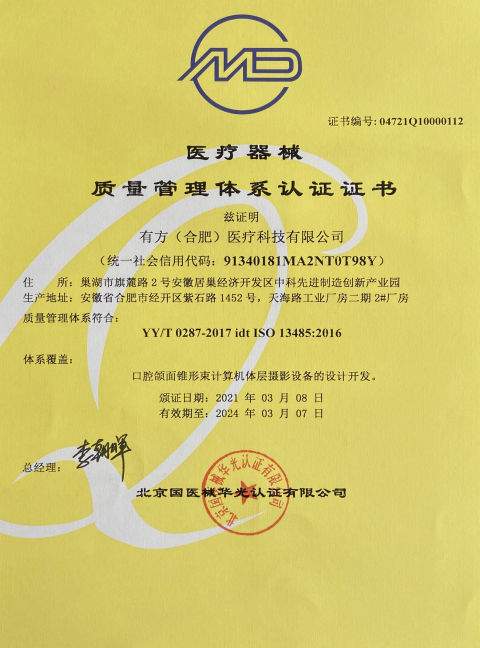 MD
证书编号: 04721Q10000112
医疗器械
质量管理体系认证证书
兹证明
有方（合肥）医疗科技有限公司
（统一社会信用代码：91340181MA2NT0T98Y）
住 所：巢湖市旗麓路 2 号安徽居巢经济开发区中科先进制造创新产业园
生产地址：安徽省合肥市经开区紫石路 1452 号，天海路工业厂房二期 2#厂房
质量管理体系符合：
YY/T 0287-2017 idt ISO 13485:2016
体系覆盖：
口腔颌面锥形束计算机体层摄影设备的设计开发。
颁证日期：2021 年 03 月 08 日
有效期至：2024 年 03 月 07 日
总经理：
李朝晖
北京国医械华光认证有限公司
北京国医械华光认证有限公司